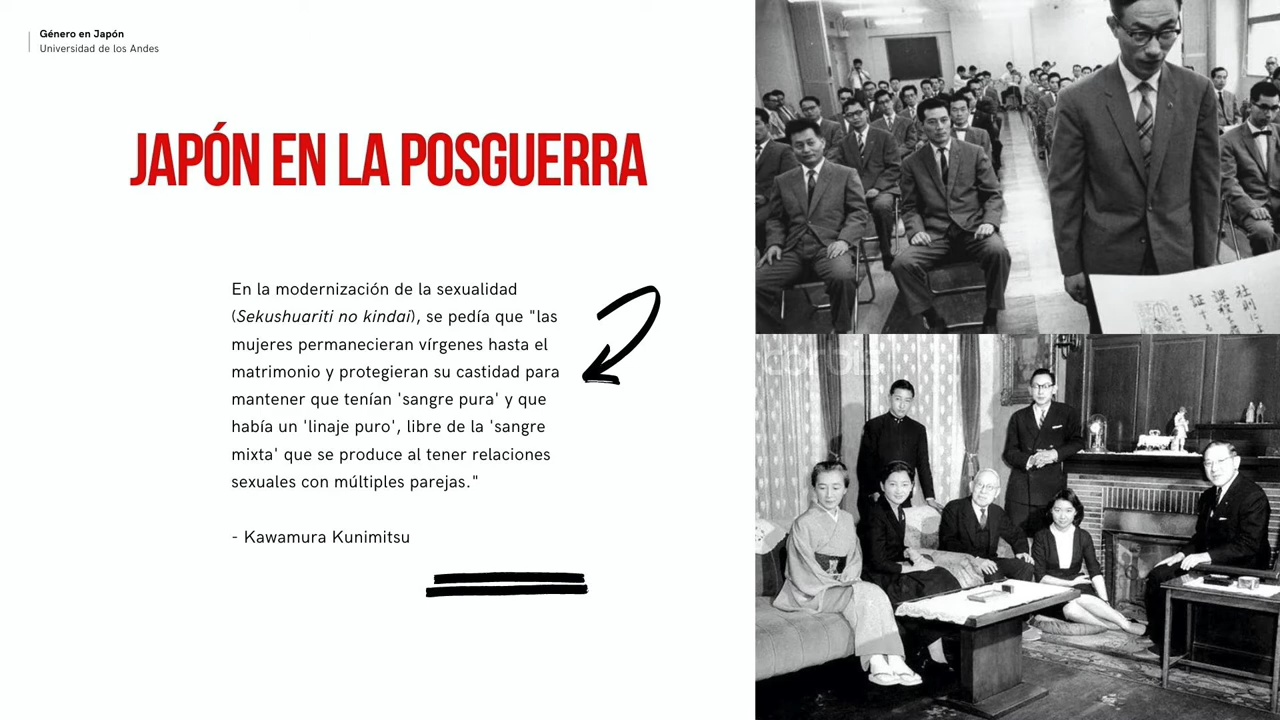 Género en Japón
Universidad de los Andes
JAPÓN EN LA POSGUERRA
En la modernización de la sexualidad
(Sekushuariti no kindai), se pedía que "las
mujeres permanecieran vírgenes hasta el
matrimonio y protegieran su castidad para
mantener que tenían 'sangre pura' y que
había un 'linaje puro', libre de la 'sangre
mixta' que se produce al tener relaciones
sexuales con múltiples parejas."
- Kawamura Kunimitsu